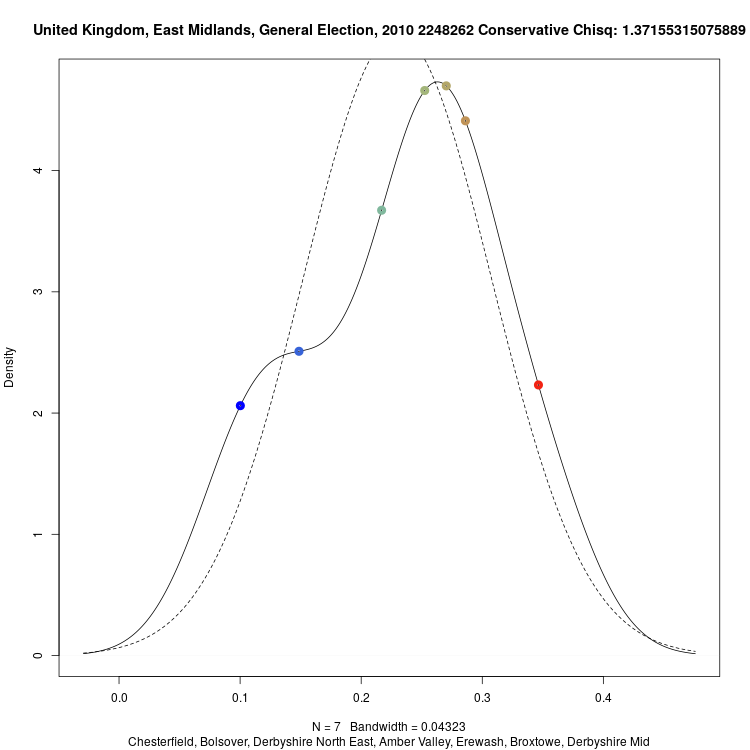 United Kingdom, East Midlands, General Election, 2010 2248262 Conservative Chisq: 1.37155315075889
Density
4
3
2
1
0
0.0 0.1 0.2 0.3 0.4
N = 7 Bandwidth = 0.04323
Chesterfield, Bolsover, Derbyshire North East, Amber Valley, Erewash, Broxtowe, Derbyshire Mid